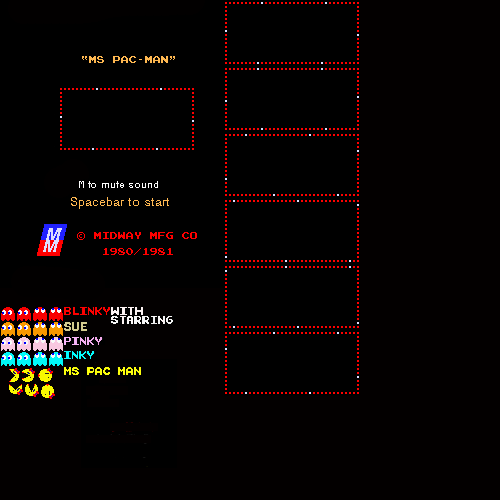 "MS PAC-MAN"
M to mute sound
Spacebar to start
MM
© MIDWAY MFG CO
1980/1981
BLINKY WITH
STARRING
SUE
PINKY
INKY
MS PAC MAN